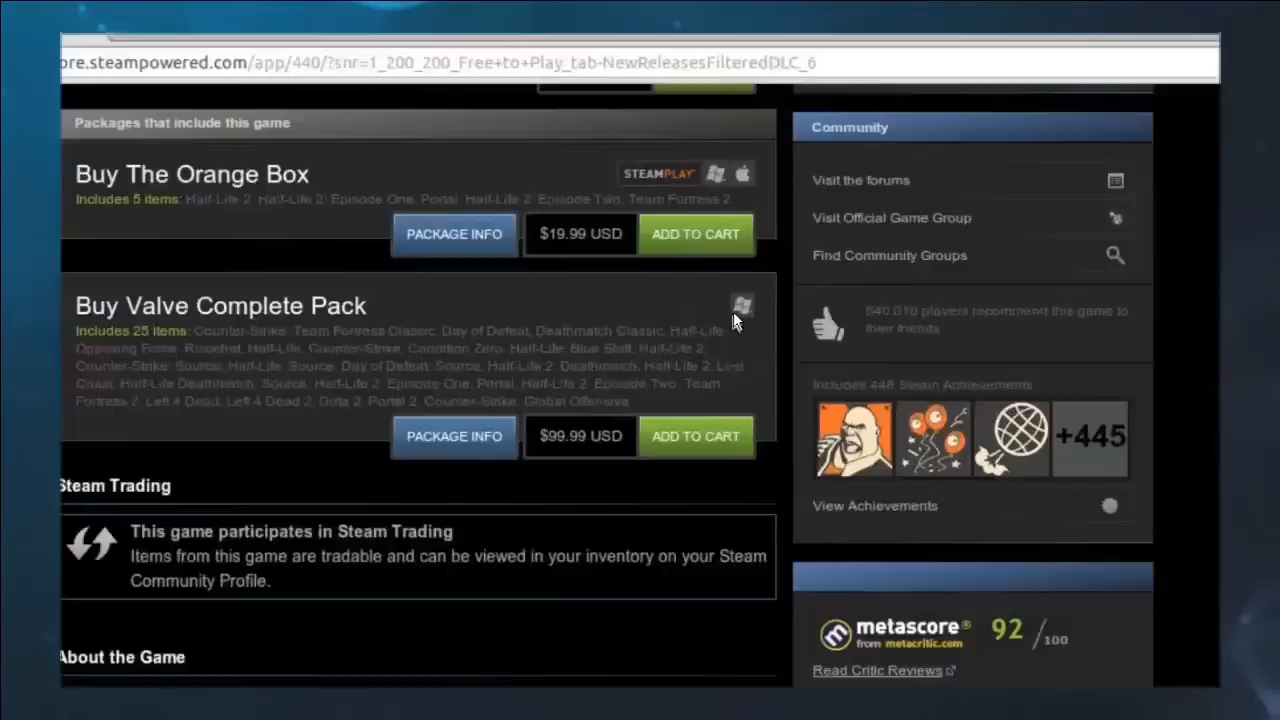 ore.steampowered.com/app/440/?snr=1_200_200_Free+to+Play_tab-NewReleasesFilteredDLC_6
Packages that include this game
Buy The Orange Box
STEAMPLAY
Includes 5 items: Half-Life 2, Half-Life 2: Episode One, Portal, Half-Life 2: Episode Two, Team Fortress 2
PACKAGE INFO
$19.99 USD
ADD TO CART
Buy Valve Complete Pack
Includes 25 items: Counter-Strike, Team Fortress Classic, Day of Defeat, Deathmatch Classic, Half-Life:
Opposing Force, Ricochet, Half-Life, Counter-Strike: Condition Zero, Half-Life: Blue Shift, Half-Life 2,
Counter-Strike: Source, Half-Life: Source, Day of Defeat: Source, Half-Life 2: Deathmatch, Half-Life 2: Lost
Coast, Half-Life Deathmatch: Source, Half-Life 2: Episode One, Portal, Half-Life 2: Episode Two, Team
Fortress 2, Left 4 Dead, Left 4 Dead 2, Dota 2, Portal 2, Counter-Strike: Global Offensive
PACKAGE INFO
$99.99 USD
ADD TO CART
Steam Trading
This game participates in Steam Trading
Items from this game are tradable and can be viewed in your inventory on your Steam
Community Profile.
About the Game
Community
Visit the forums
Visit Official Game Group
Find Community Groups
players recommend this game to
their friends
Includes 448 Steam Achievements
+445
View Achievements
metascore®
from metacritic.com
92 /100
Read Critic Reviews